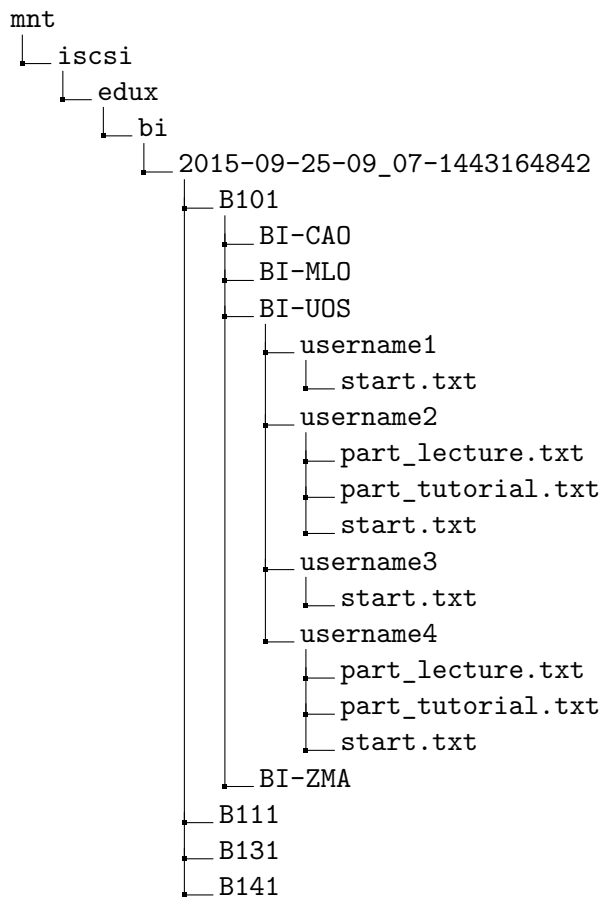 mnt
iscsi
edux
bi
2015-09-25-09_07-1443164842
B101
BI-CAO
BI-MLO
BI-UOS
username1
start.txt
username2
part_lecture.txt
part_tutorial.txt
start.txt
username3
start.txt
username4
part_lecture.txt
part_tutorial.txt
start.txt
BI-ZMA
B111
B131
B141